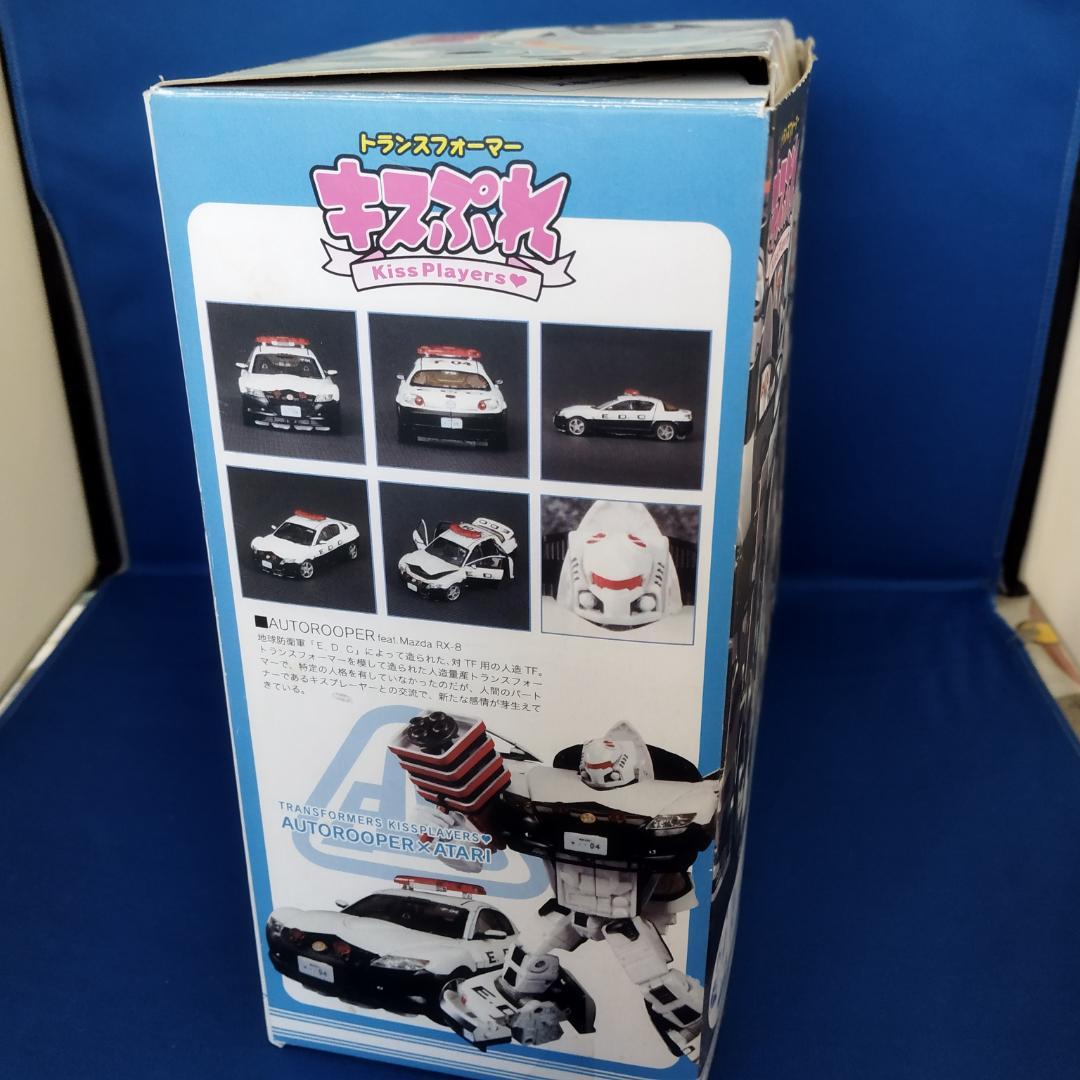 トランスフォーマー
キスぷれ
KissPlayers♥
■AUTOROOPER feat. Mazda RX-8
地球防衛軍「E.D.C」によって造られた、対TF用の人造TF。
トランスフォーマーを模して造られた人造量産トランスフォー
マーで、特定の人格を有していなかったのだが、人間のパート
ナーであるキスプレーヤーとの交流で、新たな感情が芽生えて
きている。
TRANSFORMERS KISSPLAYERS♥
AUTOROOPER×ATARI
04
04
E.D.C